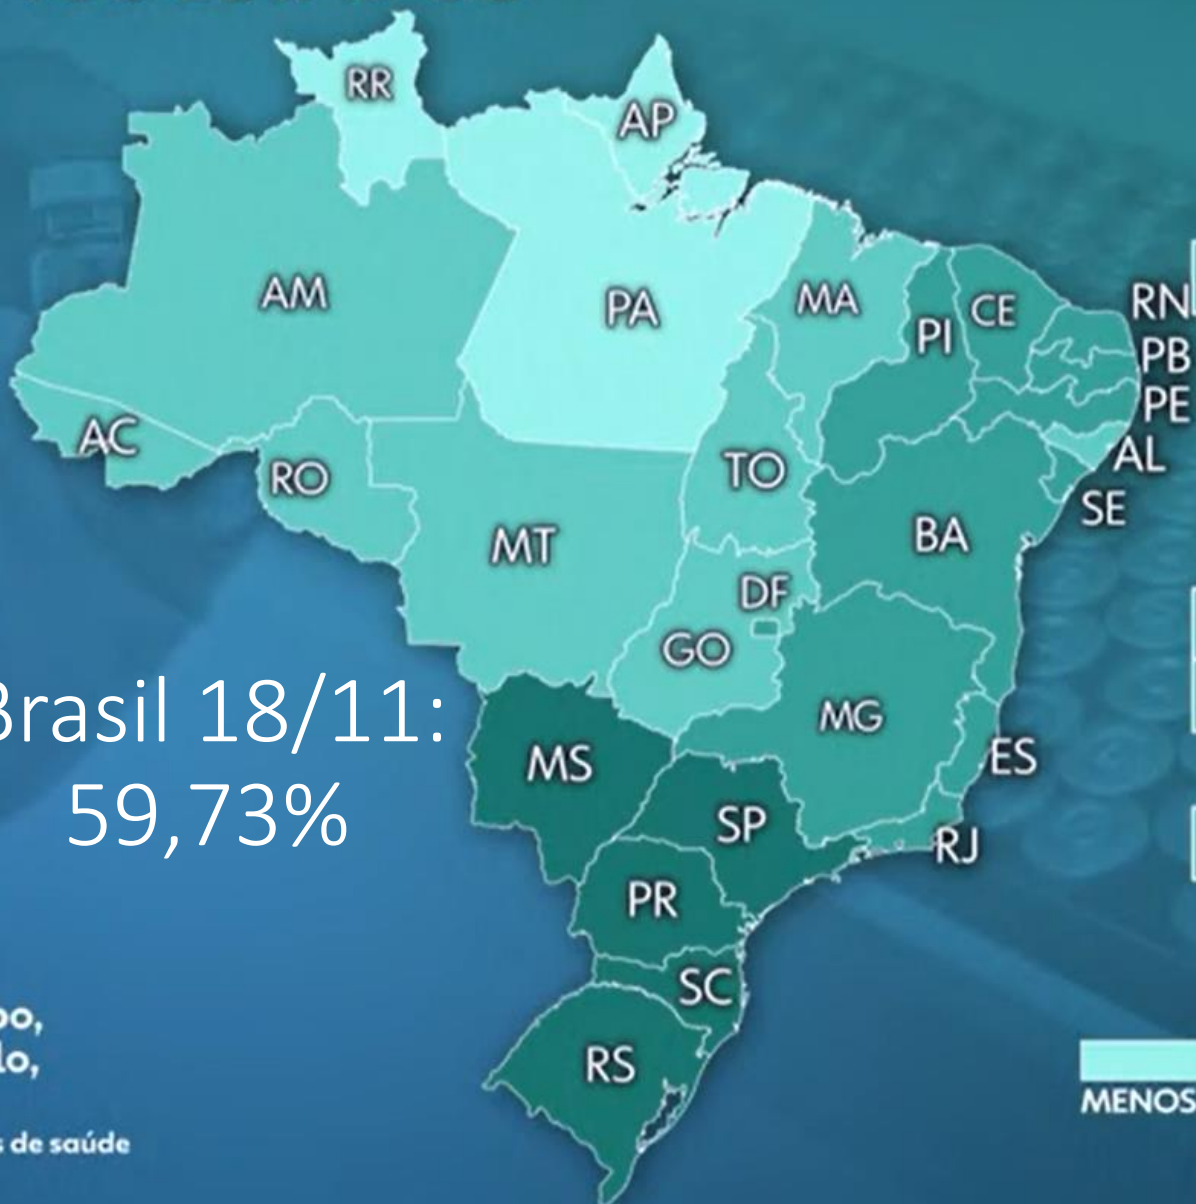 RR
AP
AM
PA
MA
CE
RN
PI
PB
PE
AC
AL
RO
TO
SE
MT
BA
DF
GO
Brasil 18/11:
59,73%
MG
MS
ES
SP
RJ
PR
SC
RS
MENOS
s de saúde